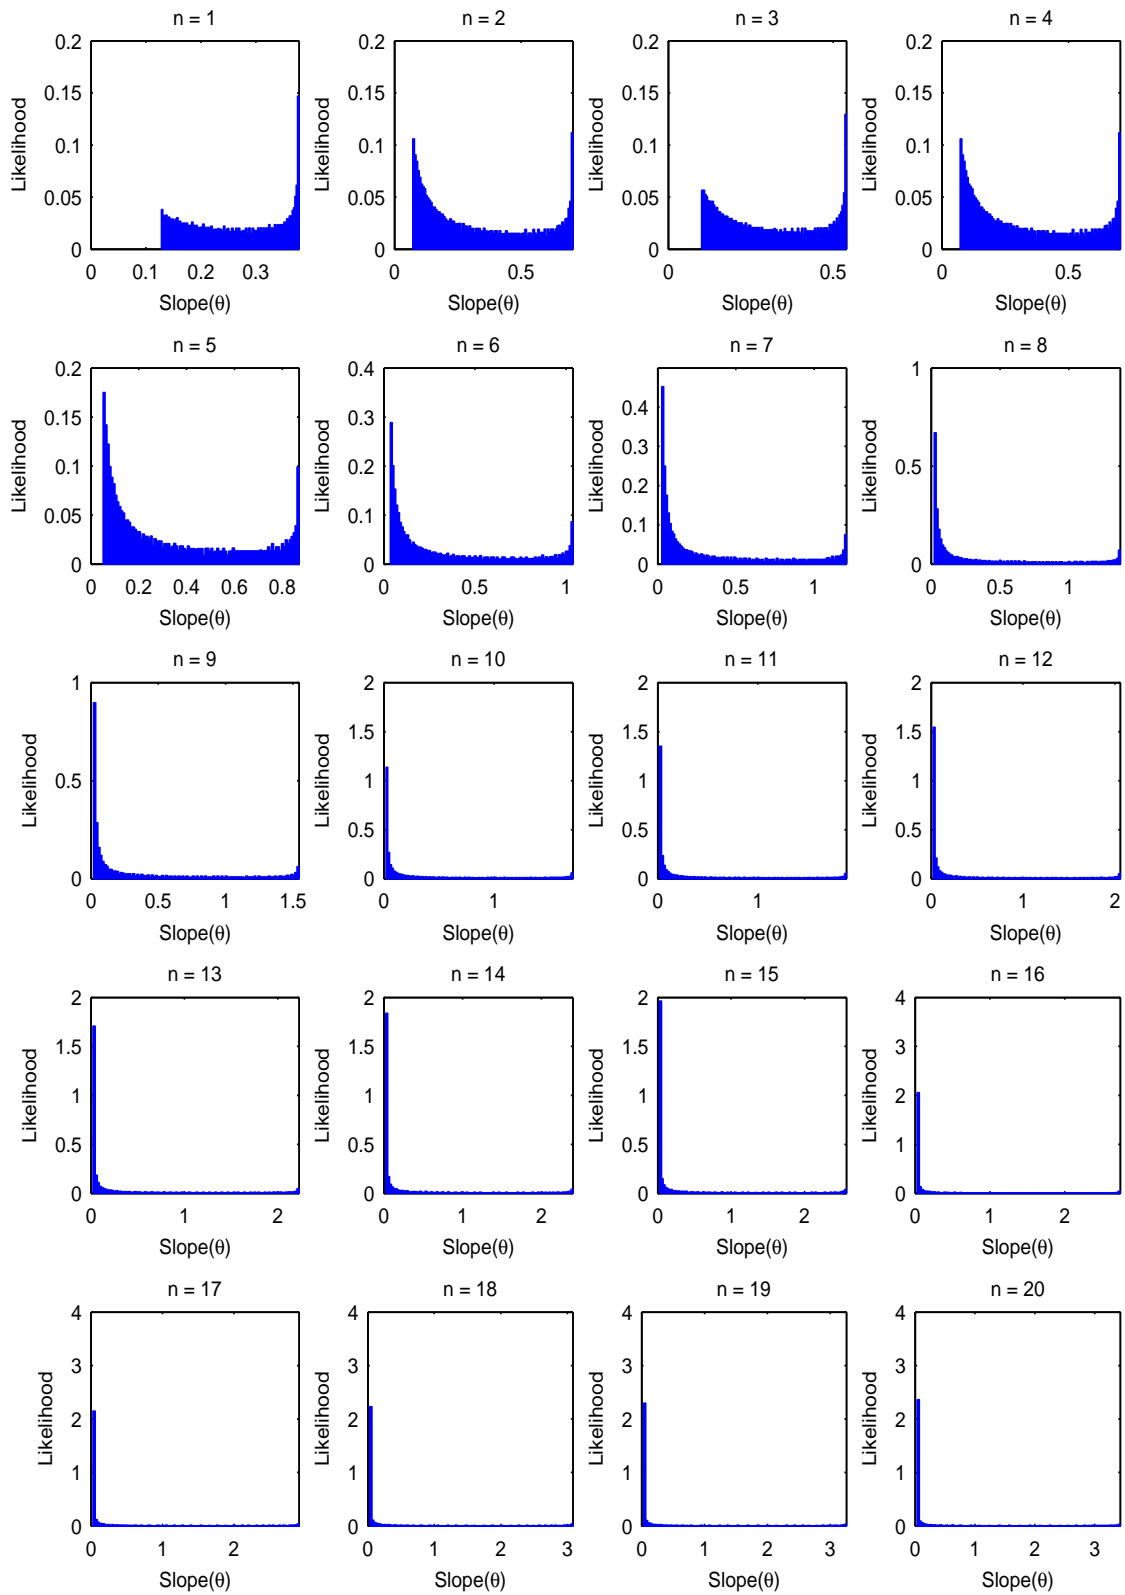 n = 1
n = 2
n = 3
n = 4
0.2
0.15
0.1
0.05
0
Likelihood
0 0.1 0.2 0.3
Slope(θ)
0.2
0.15
0.1
0.05
0
Likelihood
0 0.5
Slope(θ)
0.2
0.15
0.1
0.05
0
Likelihood
0 0.5
Slope(θ)
0.2
0.15
0.1
0.05
0
Likelihood
0 0.5
Slope(θ)
n = 5
n = 6
n = 7
n = 8
0.2
0.15
0.1
0.05
0
Likelihood
0 0.2 0.4 0.6 0.8
Slope(θ)
0.4
0.3
0.2
0.1
0
Likelihood
0 0.5 1
Slope(θ)
0.4
0.3
0.2
0.1
0
Likelihood
0 0.5 1
Slope(θ)
1
0.5
0
Likelihood
0 0.5 1
Slope(θ)
n = 9
n = 10
n = 11
n = 12
1
0.5
0
Likelihood
0 0.5 1 1.5
Slope(θ)
2
1.5
1
0.5
0
Likelihood
0 1
Slope(θ)
2
1.5
1
0.5
0
Likelihood
0 1
Slope(θ)
2
1.5
1
0.5
0
Likelihood
0 1 2
Slope(θ)
n = 13
n = 14
n = 15
n = 16
2
1.5
1
0.5
0
Likelihood
0 1 2
Slope(θ)
2
1.5
1
0.5
0
Likelihood
0 1 2
Slope(θ)
2
1.5
1
0.5
0
Likelihood
0 1 2
Slope(θ)
4
3
2
1
0
Likelihood
0 1 2
Slope(θ)
n = 17
n = 18
n = 19
n = 20
4
3
2
1
0
Likelihood
0 1 2
Slope(θ)
4
3
2
1
0
Likelihood
0 1 2 3
Slope(θ)
4
3
2
1
0
Likelihood
0 1 2 3
Slope(θ)
4
3
2
1
0
Likelihood
0 1 2 3
Slope(θ)